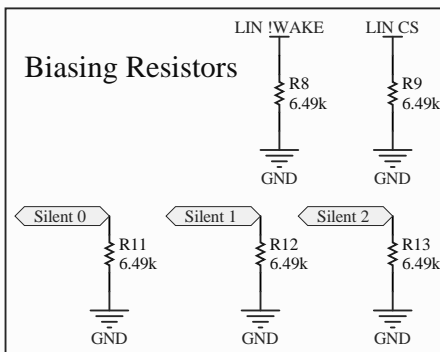 LIN !WAKE LIN CS
Biasing Resistors
R8 R9
6.49k 6.49k
GND GND
Silent 0 Silent 1 Silent 2
R11 R12 R13
6.49k 6.49k 6.49k
GND GND GND